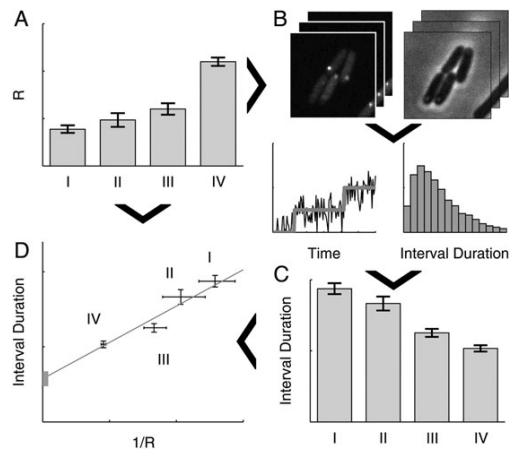 A
R
I II III IV
B
Time
Interval Duration
C
Interval Duration
I II III IV
D
Interval Duration
I
II
III
IV
1/R